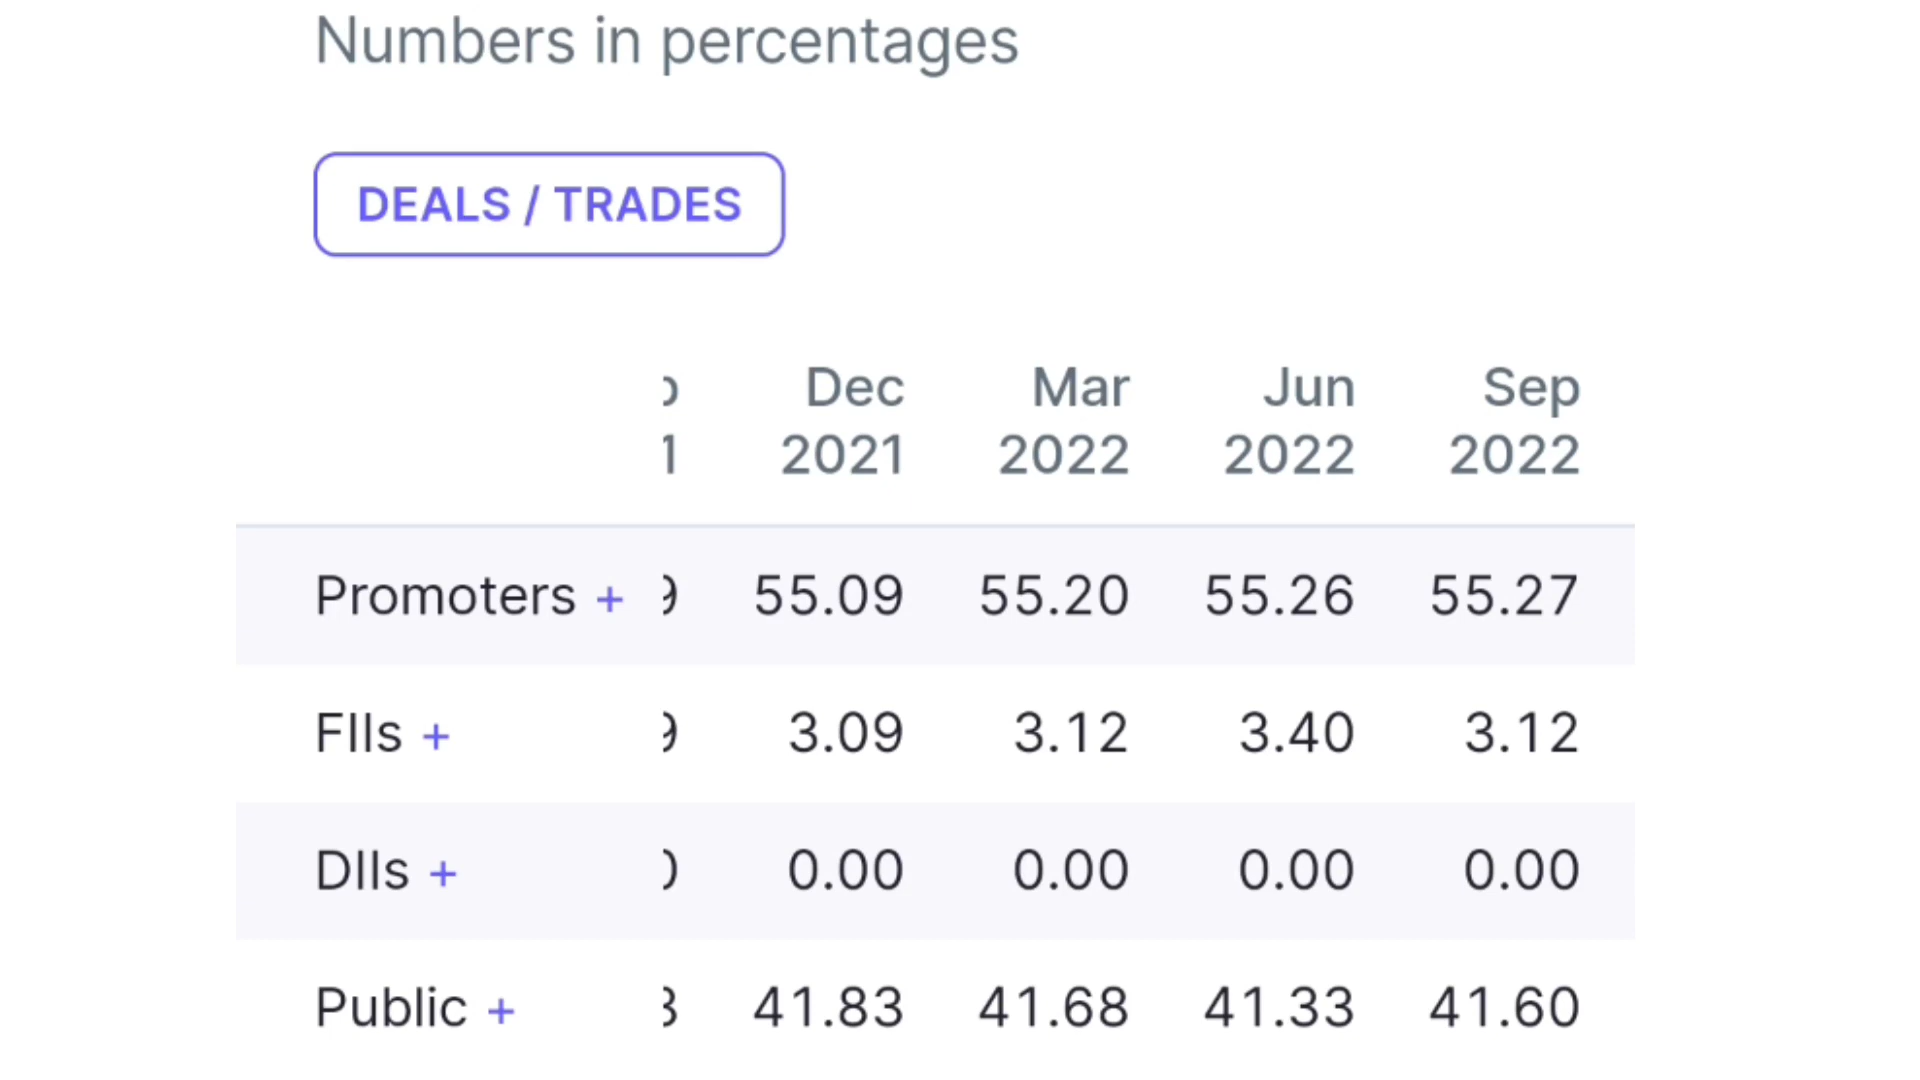 Numbers in percentages
DEALS / TRADES
Dec Mar Jun Sep
2021 2022 2022 2022
Promoters + 55.09 55.20 55.26 55.27
FIIs + 3.09 3.12 3.40 3.12
DIIs + 0.00 0.00 0.00 0.00
Public + 41.83 41.68 41.33 41.60